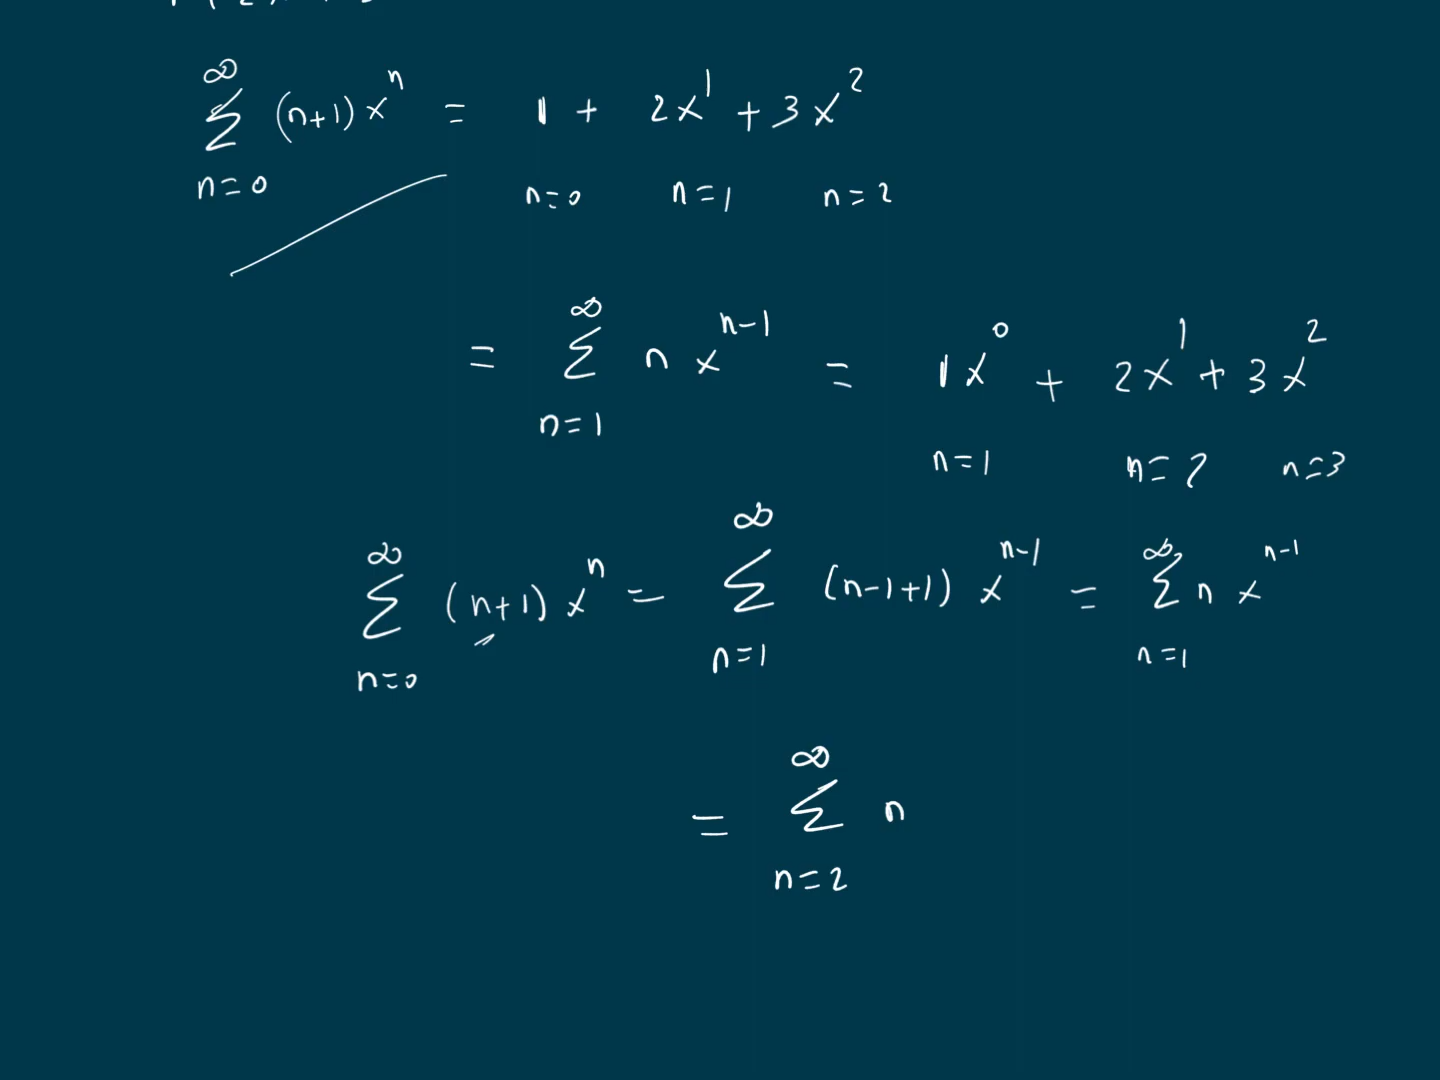 ∞
∑ (n+1) x^n = 1 + 2x^1 + 3x^2
n=0 n=0 n=1 n=2
∞
= ∑ n x^{n-1} = 1x^0 + 2x^1 + 3x^2
n=1 n=1 n=2 n=3
∞ ∞ ∞
∑ (n+1) x^n = ∑ (n-1+1) x^{n-1} = ∑ n x^{n-1}
n=0 n=1 n=1
∞
= ∑ n
n=2